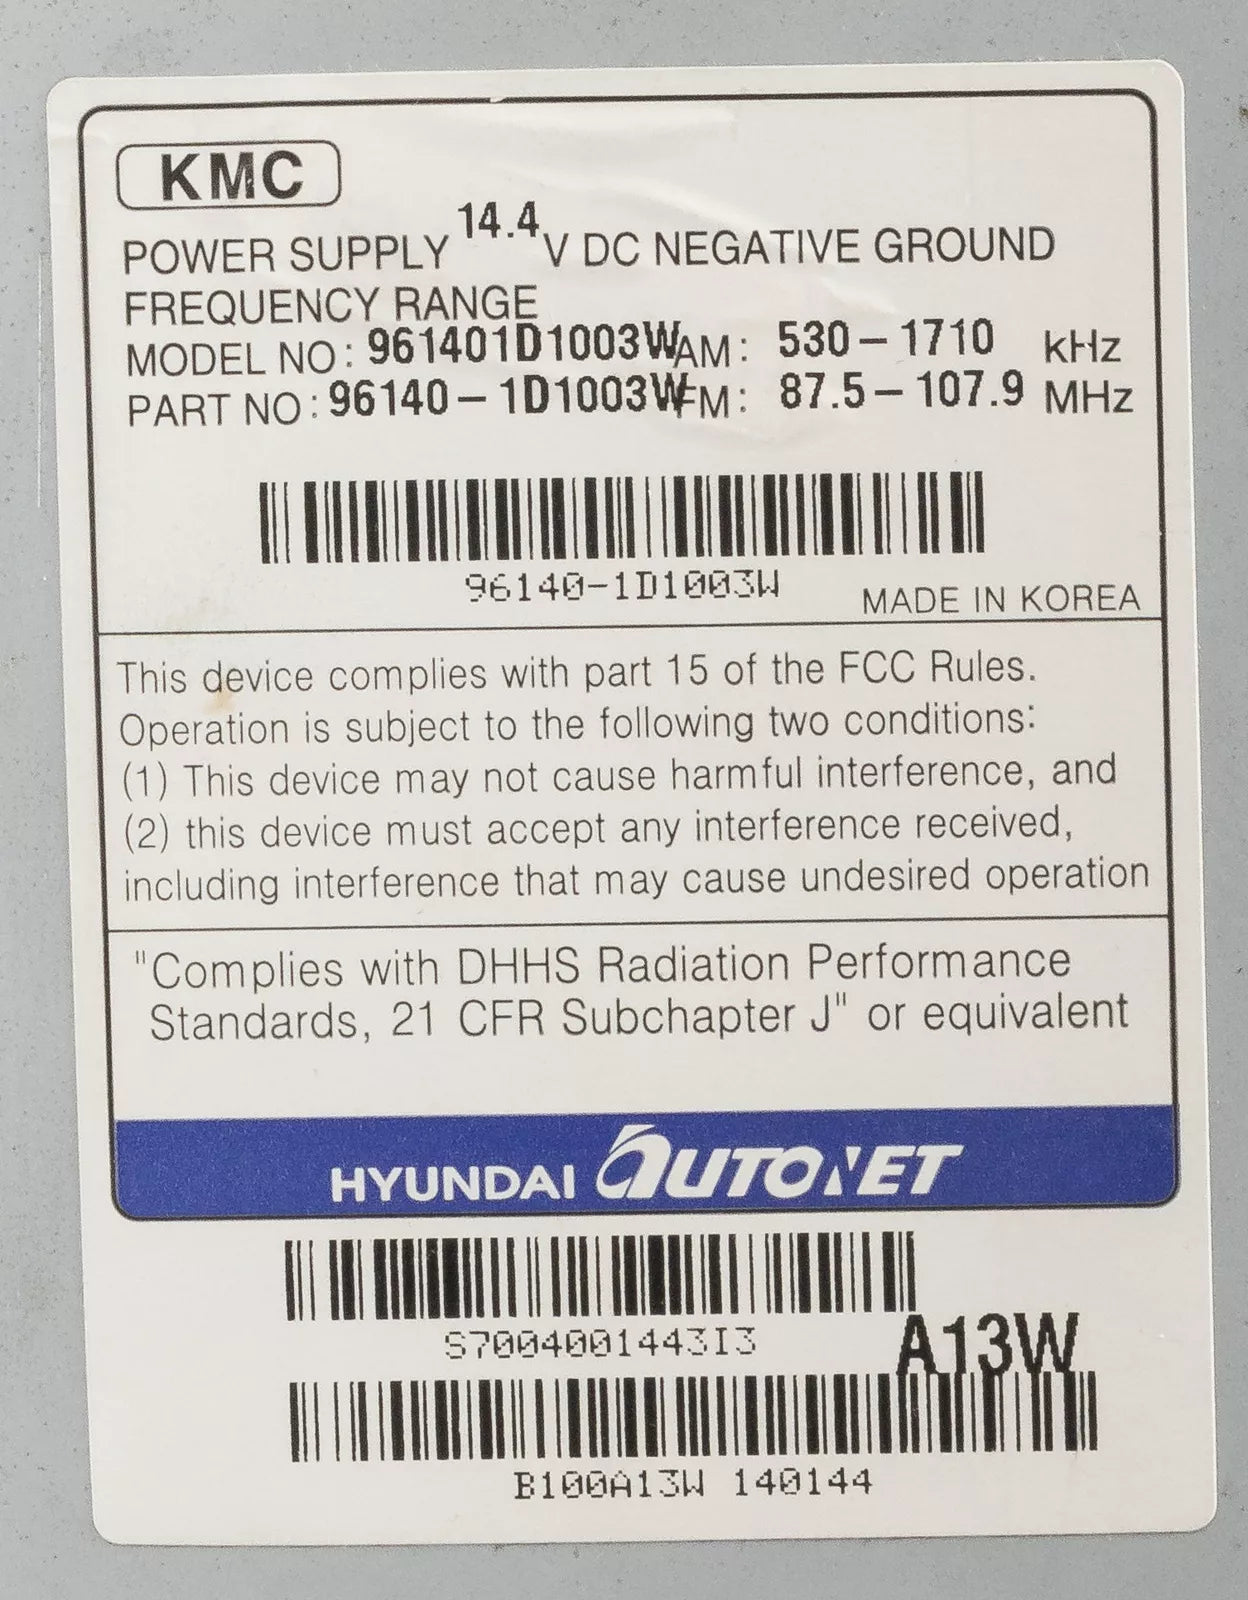 KMC
POWER SUPPLY 14.4 V DC NEGATIVE GROUND
FREQUENCY RANGE
MODEL NO: 961401D1003W AM: 530-1710 kHz
PART NO: 96140-1D1003W FM: 87.5-107.9 MHz
96140-1D1003W
MADE IN KOREA
This device complies with part 15 of the FCC Rules.
Operation is subject to the following two conditions:
(1) This device may not cause harmful interference, and
(2) this device must accept any interference received,
including interference that may cause undesired operation
"Complies with DHHS Radiation Performance
Standards, 21 CFR Subchapter J" or equivalent
HYUNDAI AUTONET
S7004001443I3
A13W
B100A13W 140144